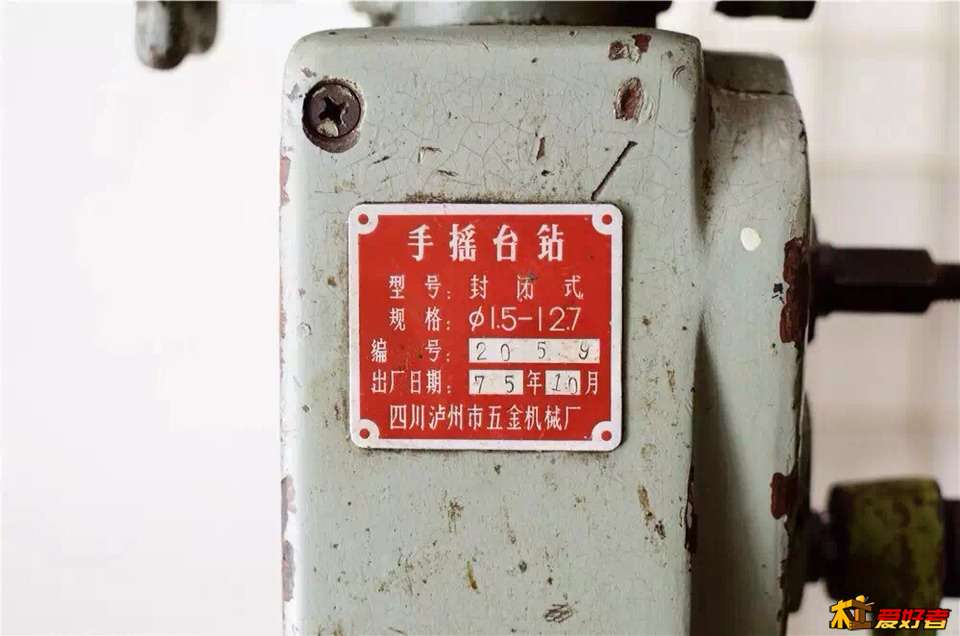 手摇台钻
型号：封闭式
规格：φ1.5-12.7
编号：2059
出厂日期：75年10月
四川泸州市五金机械厂
爱好者